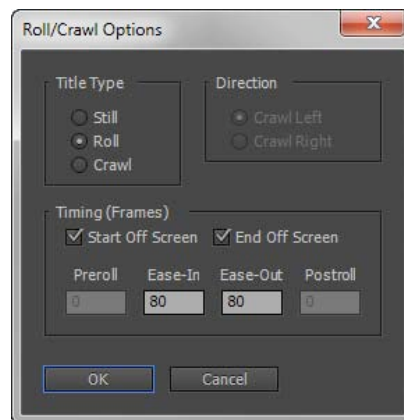 Roll/Crawl Options
Title Type
Direction
Still
Roll
Crawl
Crawl Left
Crawl Right
Timing (Frames)
Start Off Screen End Off Screen
Preroll Ease-In Ease-Out Postroll
0 80 80 0
OK Cancel